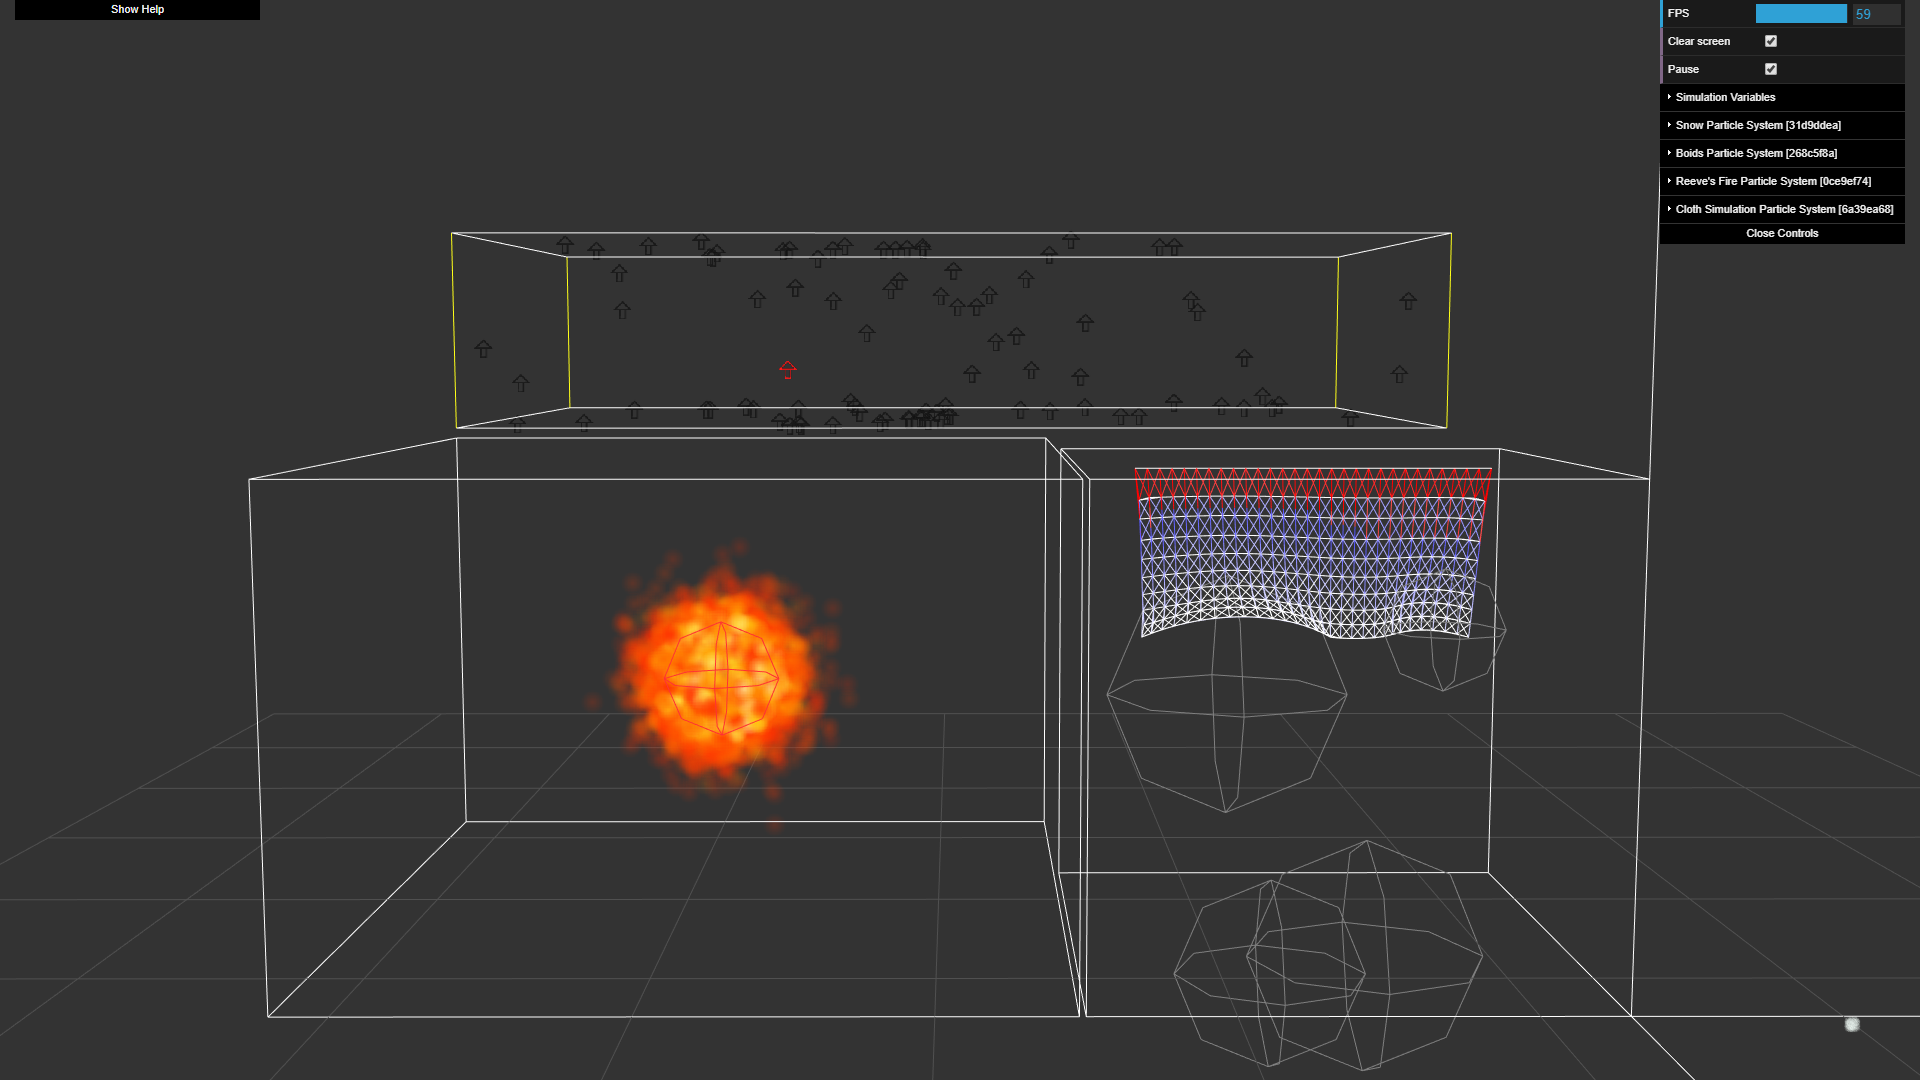 Show Help
FPS 59
Clear screen
Pause
Simulation Variables
Snow Particle System [31d9ddea]
Boids Particle System [268c5f8a]
Reeve's Fire Particle System [0ce9ef74]
Cloth Simulation Particle System [6a39ea68]
Close Controls